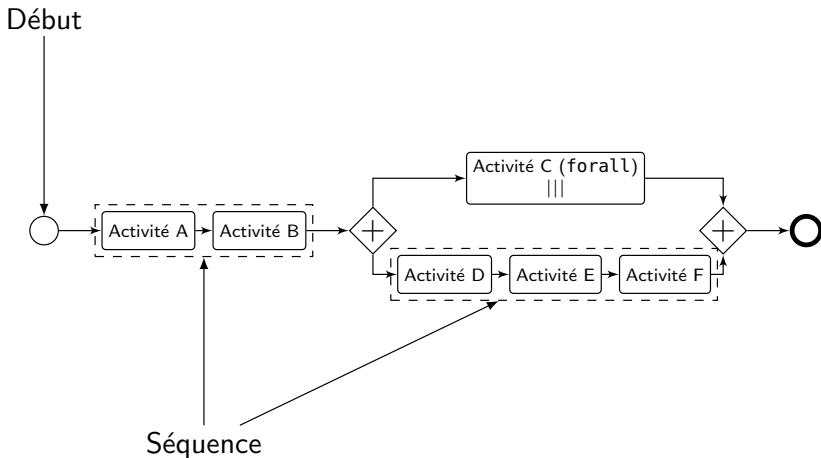 Début
Activité C (forall)
|||
Activité A
Activité B
+
+
Activité D
Activité E
Activité F
Séquence